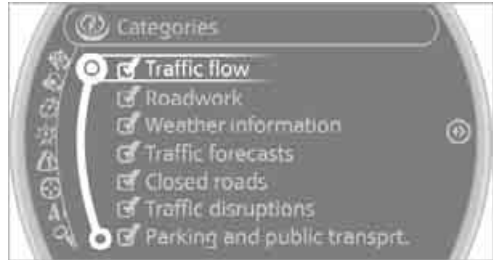 Categories
Traffic flow
Roadwork
Weather information
Traffic forecasts
Closed roads
Traffic disruptions
Parking and public transprt.